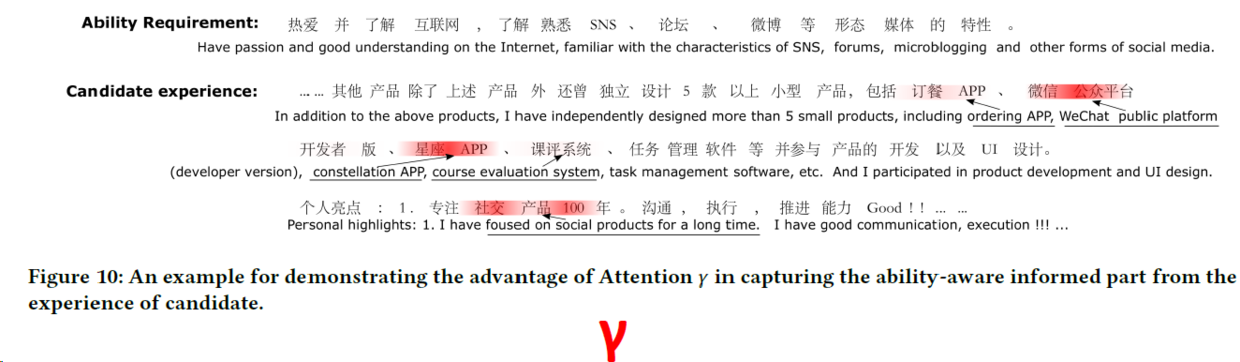 Ability Requirement: 热爱 并 了解 互联网 ，了解 熟悉 SNS 、 论坛 、 微博 等 形态 媒体 的 特性 。
Have passion and good understanding on the Internet, familiar with the characteristics of SNS, forums, microblogging and other forms of social media.
Candidate experience: ... ... 其他 产品 除了 上述 产品 外 还曾 独立 设计 5 款 以上 小型 产品, 包括 订餐 APP 、 微信 公众平台
In addition to the above products, I have independently designed more than 5 small products, including ordering APP, WeChat public platform
开发者 版 、 星座 APP 、 课评系统 、 任务 管理 软件 等 并参与 产品的 开发 以及 UI 设计。
(developer version), constellation APP, course evaluation system, task management software, etc. And I participated in product development and UI design.
个人亮点 : 1. 专注 社交 产品 100 年 。 沟通 , 执行 , 推进 能力 Good ! ! ... ...
Personal highlights: 1. I have foused on social products for a long time. I have good communication, execution !!! ...
Figure 10: An example for demonstrating the advantage of Attention γ in capturing the ability-aware informed part from the
experience of candidate.
γ